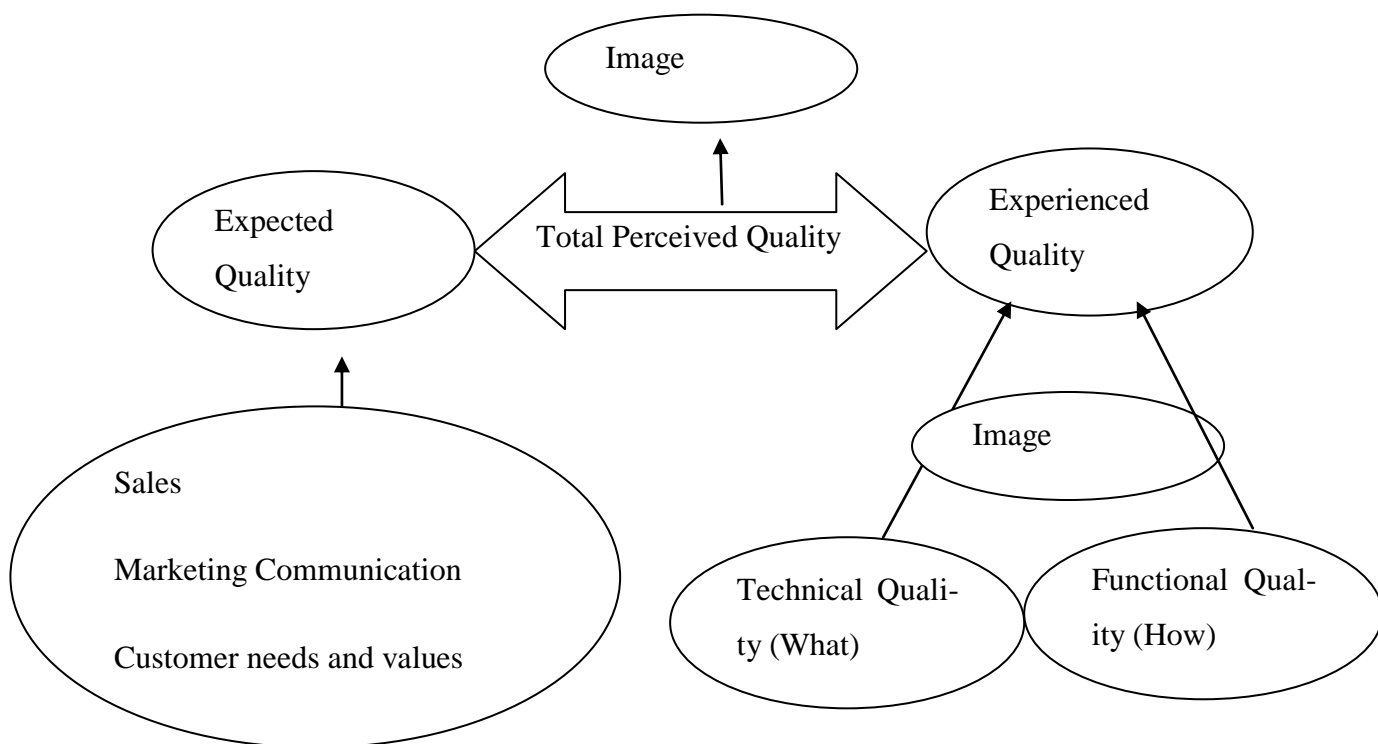 Image
Expected
Quality
Total Perceived Quality
Experienced
Quality
Image
Sales
Marketing Communication
Customer needs and values
Technical Quali-
ty (What)
Functional Qual-
ity (How)